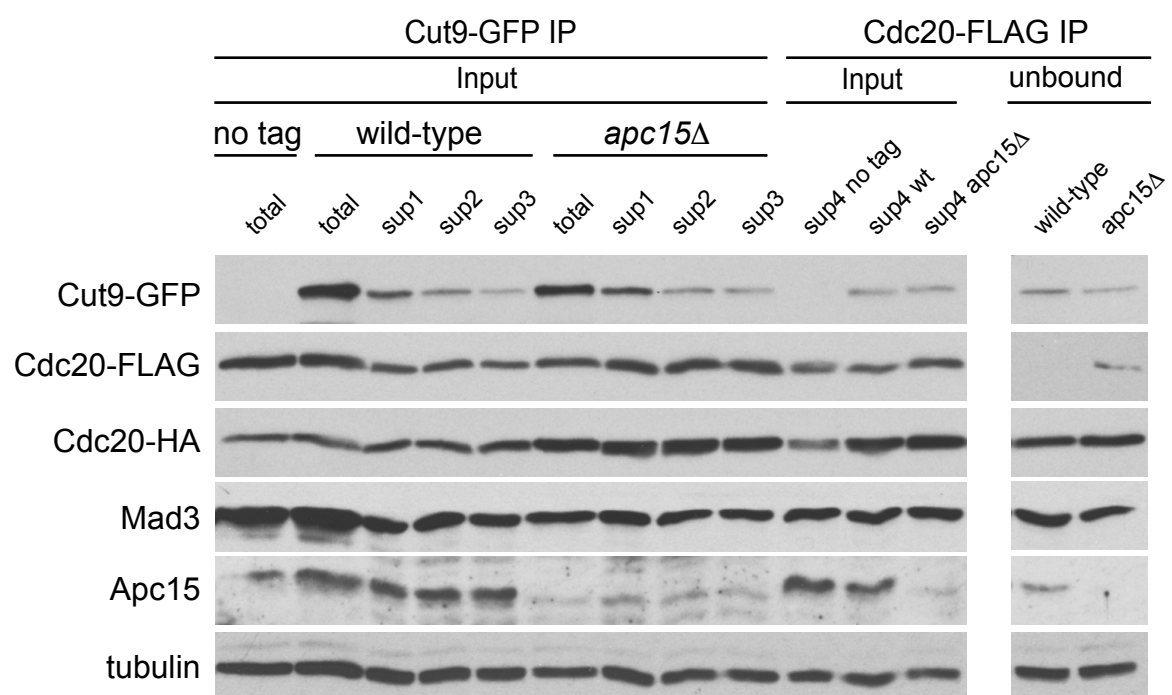 Cut9-GFP IP Cdc20-FLAG IP
Input Input unbound
no tag wild-type apc15Δ
total total sup1 sup2 sup3 total sup1 sup2 sup3 sup4 no tag sup4 wt sup4 apc15Δ wild-type apc15Δ
Cut9-GFP
Cdc20-FLAG
Cdc20-HA
Mad3
Apc15
tubulin